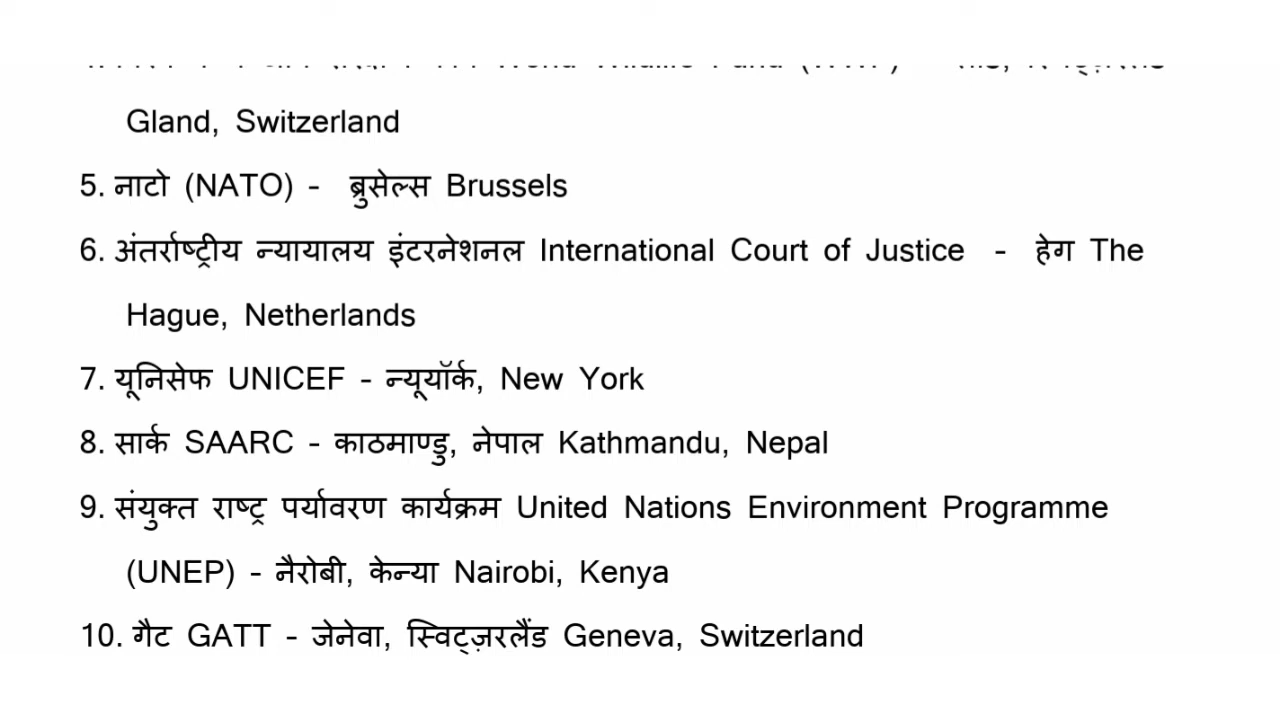 Gland, Switzerland
5. नाटो (NATO) - ब्रुसेल्स Brussels
6. अंतर्राष्ट्रीय न्यायालय इंटरनेशनल International Court of Justice - हेग The
Hague, Netherlands
7. यूनिसेफ UNICEF - न्यूयॉर्क, New York
8. सार्क SAARC - काठमाण्डु, नेपाल Kathmandu, Nepal
9. संयुक्त राष्ट्र पर्यावरण कार्यक्रम United Nations Environment Programme
(UNEP) - नैरोबी, केन्या Nairobi, Kenya
10. गैट GATT - जेनेवा, स्विट्ज़रलैंड Geneva, Switzerland